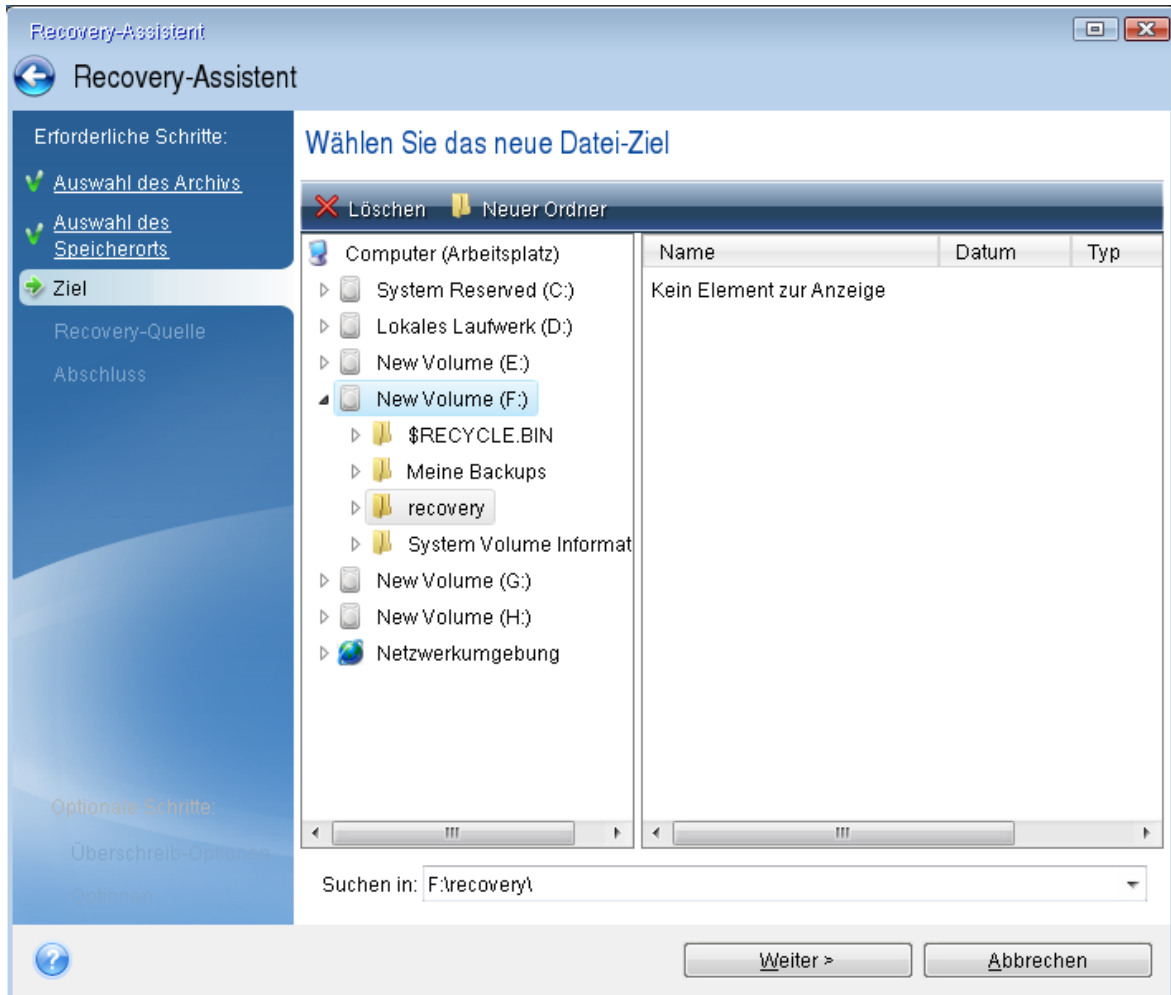 Recovery-Assistent
Recovery-Assistent
Erforderliche Schritte:
Auswahl des Archivs
Auswahl des
Speicherorts
Ziel
Recovery-Quelle
Abschluss
Optionale Schritte:
Überschreib-Optionen
Optionen
Wählen Sie das neue Datei-Ziel
Löschen Neuer Ordner
Computer (Arbeitsplatz)
System Reserved (C:)
Lokales Laufwerk (D:)
New Volume (E:)
New Volume (F:)
$RECYCLE.BIN
Meine Backups
recovery
System Volume Informat
New Volume (G:)
New Volume (H:)
Netzwerkumgebung
Name Datum Typ
Kein Element zur Anzeige
Suchen in: F:\recovery\
Weiter > Abbrechen